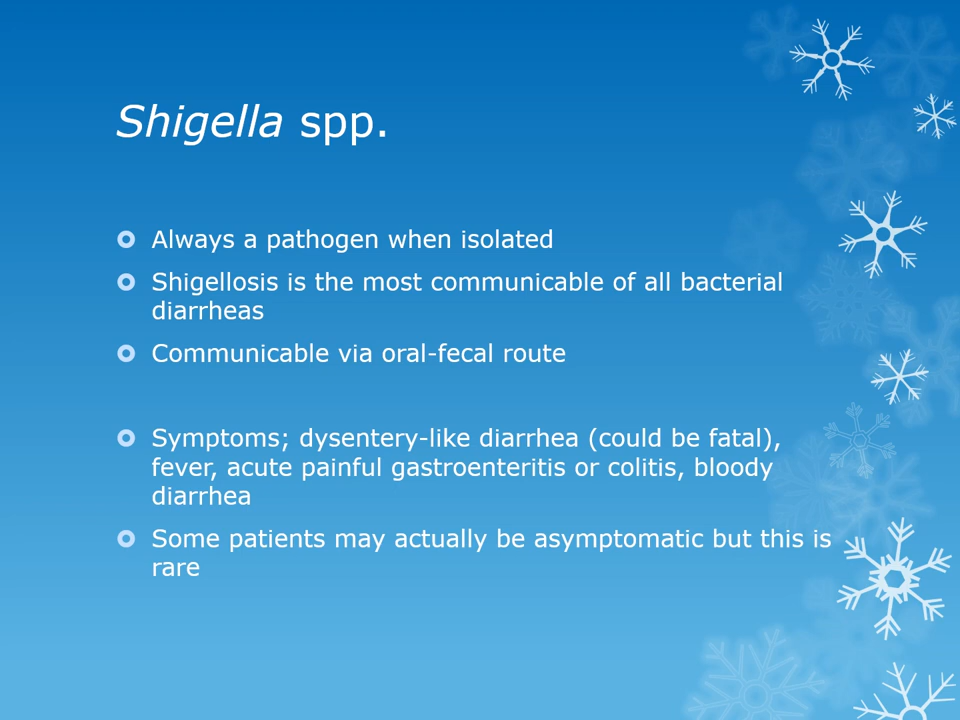 Shigella spp.
Always a pathogen when isolated
Shigellosis is the most communicable of all bacterial
diarrheas
Communicable via oral-fecal route
Symptoms; dysentery-like diarrhea (could be fatal),
fever, acute painful gastroenteritis or colitis, bloody
diarrhea
Some patients may actually be asymptomatic but this is
rare